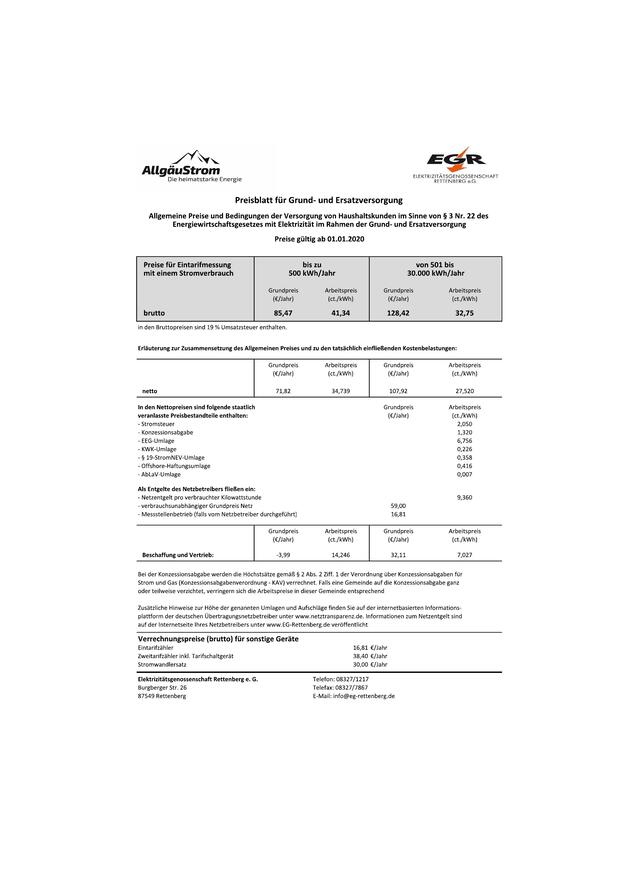 AllgäuStrom
Die heimatstarke Energie
EGR
ELEKTRIZITÄTSGENOSSENSCHAFT
RETTENBERG e.G.
Preisblatt für Grund- und Ersatzversorgung
Allgemeine Preise und Bedingungen der Versorgung von Haushaltskunden im Sinne von § 3 Nr. 22 des
Energiewirtschaftsgesetzes mit Elektrizität im Rahmen der Grund- und Ersatzversorgung
Preise gültig ab 01.01.2020
Preise für Eintarifmessung bis zu von 501 bis
mit einem Stromverbrauch 500 kWh/Jahr 30.000 kWh/Jahr
Grundpreis Arbeitspreis Grundpreis Arbeitspreis
(€/Jahr) (ct./kWh) (€/Jahr) (ct./kWh)
brutto 85,47 41,34 128,42 32,75
in den Bruttopreisen sind 19 % Umsatzsteuer enthalten.
Erläuterung zur Zusammensetzung des Allgemeinen Preises und zu den tatsächlich einfließenden Kostenbelastungen:
Grundpreis Arbeitspreis Grundpreis Arbeitspreis
(€/Jahr) (ct./kWh) (€/Jahr) (ct./kWh)
netto 71,82 34,739 107,92 27,520
In den Nettopreisen sind folgende staatlich Grundpreis Arbeitspreis
veranlasste Preisbestandteile enthalten: (€/Jahr) (ct./kWh)
- Stromsteuer 2,050
- Konzessionsabgabe 1,320
- EEG-Umlage 6,756
- KWK-Umlage 0,226
- § 19-StromNEV-Umlage 0,358
- Offshore-Haftungsumlage 0,416
- AbLaV-Umlage 0,007
Als Entgelte des Netzbetreibers fließen ein:
- Netzentgelt pro verbrauchter Kilowattstunde 9,360
- verbrauchsunabhängiger Grundpreis Netz 59,00
- Messstellenbetrieb (falls vom Netzbetreiber durchgeführt) 16,81
Grundpreis Arbeitspreis Grundpreis Arbeitspreis
(€/Jahr) (ct./kWh) (€/Jahr) (ct./kWh)
Beschaffung und Vertrieb: -3,99 14,246 32,11 7,027
Bei der Konzessionsabgabe werden die Höchstsätze gemäß § 2 Abs. 2 Ziff. 1 der Verordnung über Konzessionsabgaben für
Strom und Gas (Konzessionsabgabenverordnung - KAV) verrechnet. Falls eine Gemeinde auf die Konzessionsabgabe ganz
oder teilweise verzichtet, verringern sich die Arbeitspreise in dieser Gemeinde entsprechend
Zusätzliche Hinweise zur Höhe der genannten Umlagen und Aufschläge finden Sie auf der internetbasierten Informations-
plattform der deutschen Übertragungsnetzbetreiber unter www.netztransparenz.de. Informationen zum Netzentgelt sind
auf der Internetseite Ihres Netzbetreibers unter www.EG-Rettenberg.de veröffentlicht
Verrechnungspreise (brutto) für sonstige Geräte
Eintarifzähler 16,81 €/Jahr
Zweitarifzähler inkl. Tarifschaltgerät 38,40 €/Jahr
Stromwandlersatz 30,00 €/Jahr
Elektrizitätsgenossenschaft Rettenberg e. G. Telefon: 08327/1217
Burgberger Str. 26 Telefax: 08327/7867
87549 Rettenberg E-Mail: info@eg-rettenberg.de